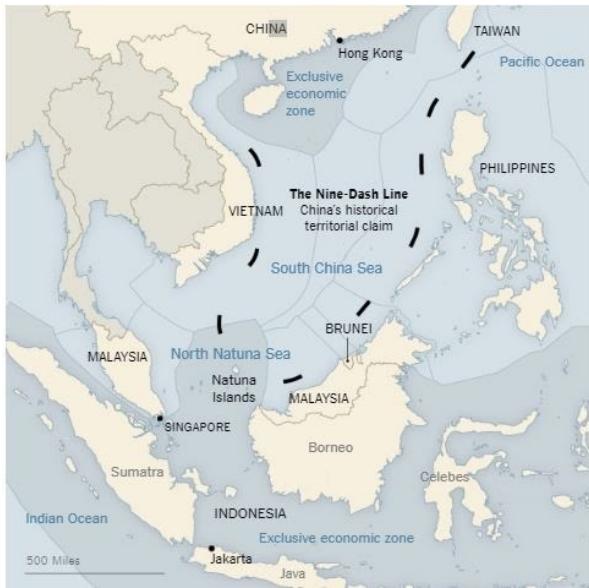 CHINA
TAIWAN
Hong Kong
Pacific Ocean
Exclusive
economic
zone
PHILIPPINES
The Nine-Dash Line
China's historical
territorial claim
VIETNAM
South China Sea
BRUNEI
MALAYSIA
North Natuna Sea
Natuna
Islands
MALAYSIA
SINGAPORE
Borneo
Sumatra
Celebes
INDONESIA
Indian Ocean
Exclusive economic zone
500 Miles
Jakarta
Java